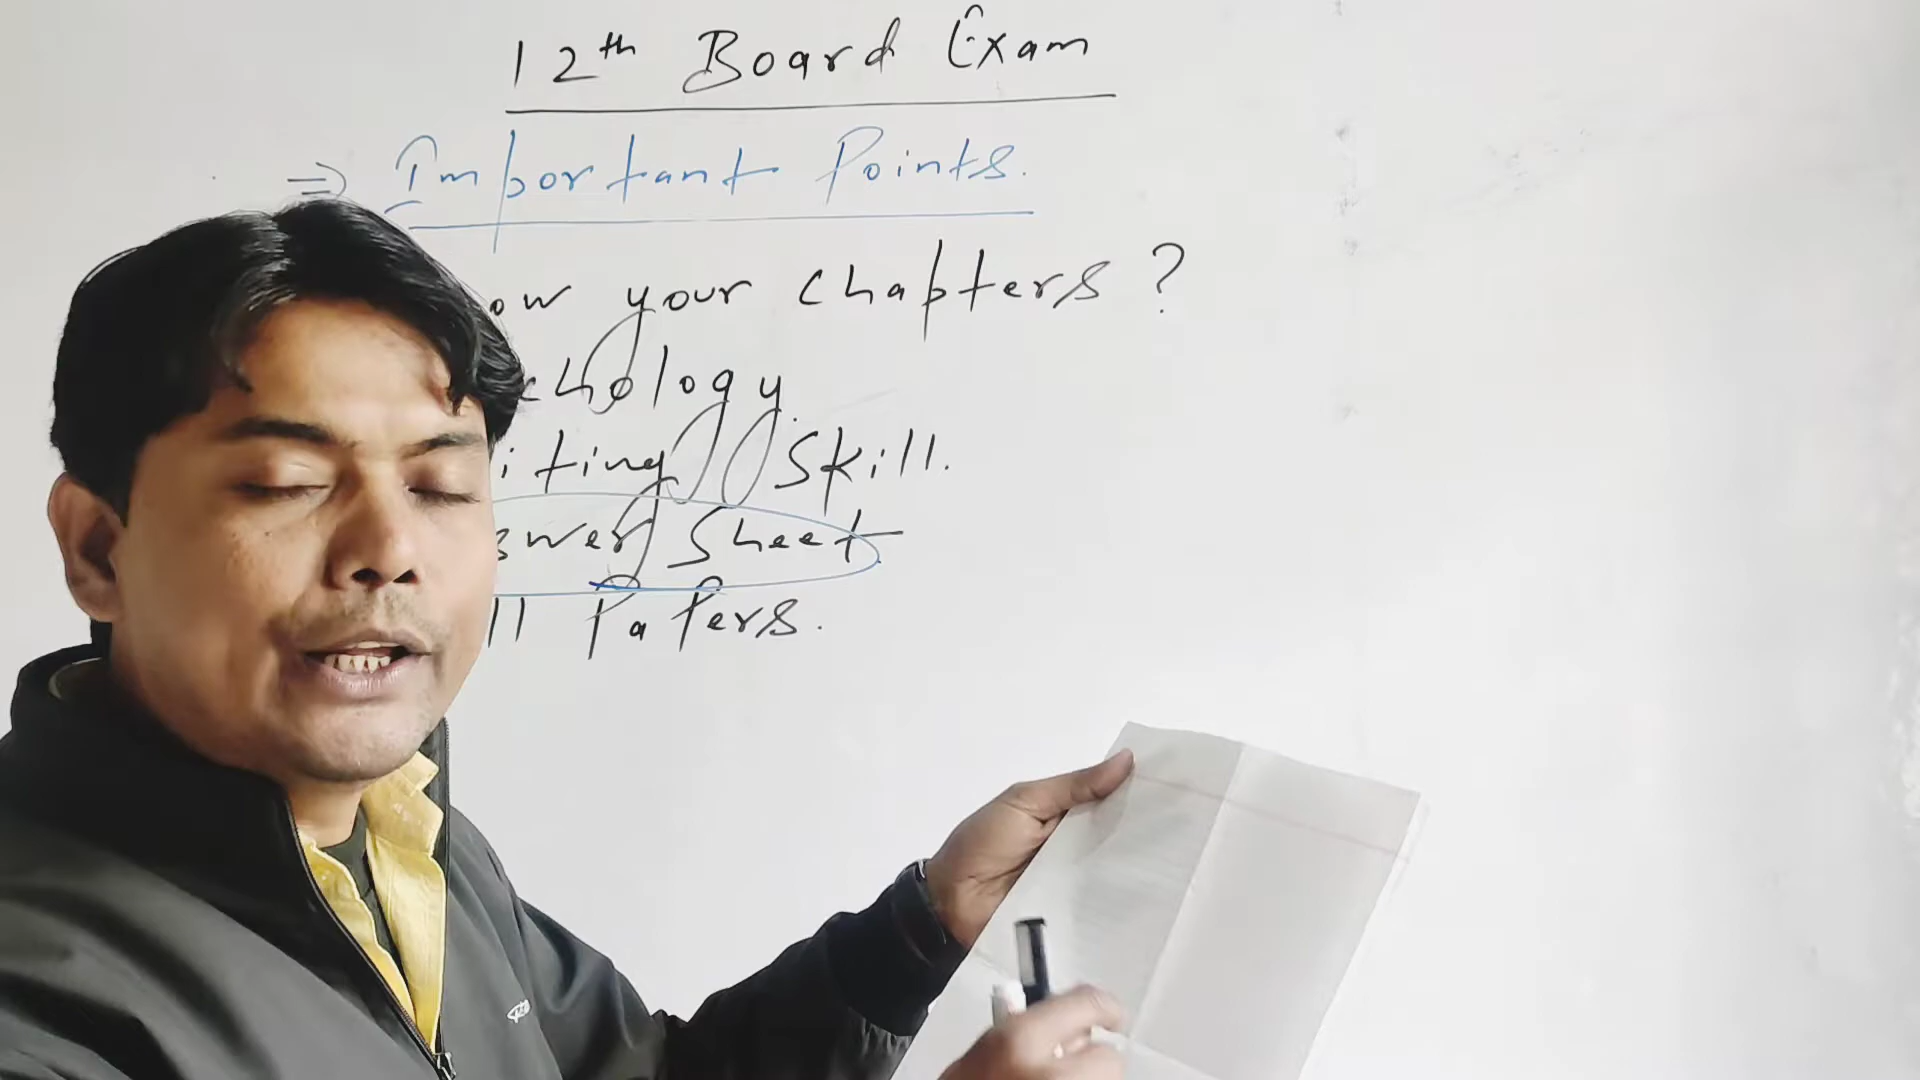 12th Board Exam
⇒ Important Points.
ow your chapters ?
chology.
iting Skill.
swer Sheet
ll Papers.